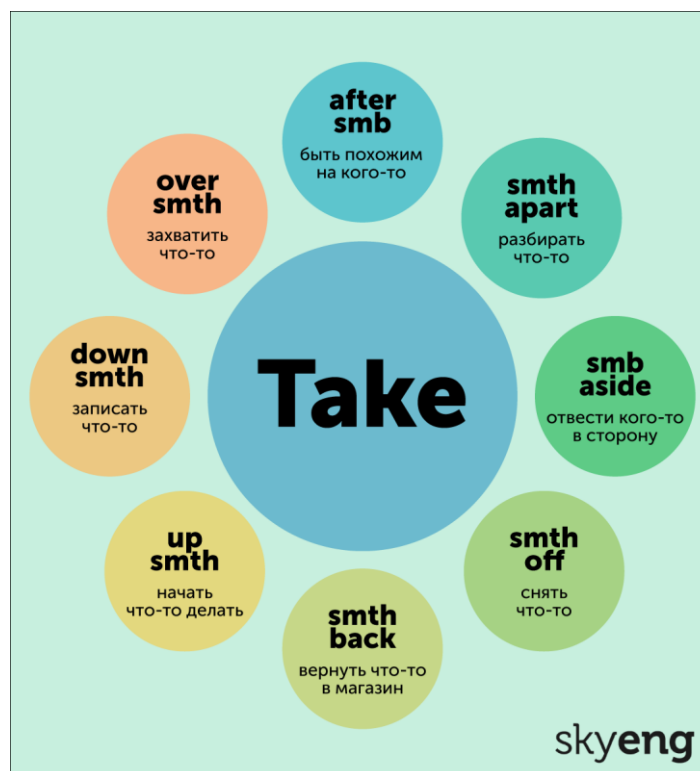 Take
after
smb
быть похожим
на кого-то
smth
apart
разбирать
что-то
smb
aside
отвести кого-то
в сторону
smth
off
снять
что-то
smth
back
вернуть что-то
в магазин
up
smth
начать
что-то делать
down
smth
записать
что-то
over
smth
захватить
что-то
skyeng